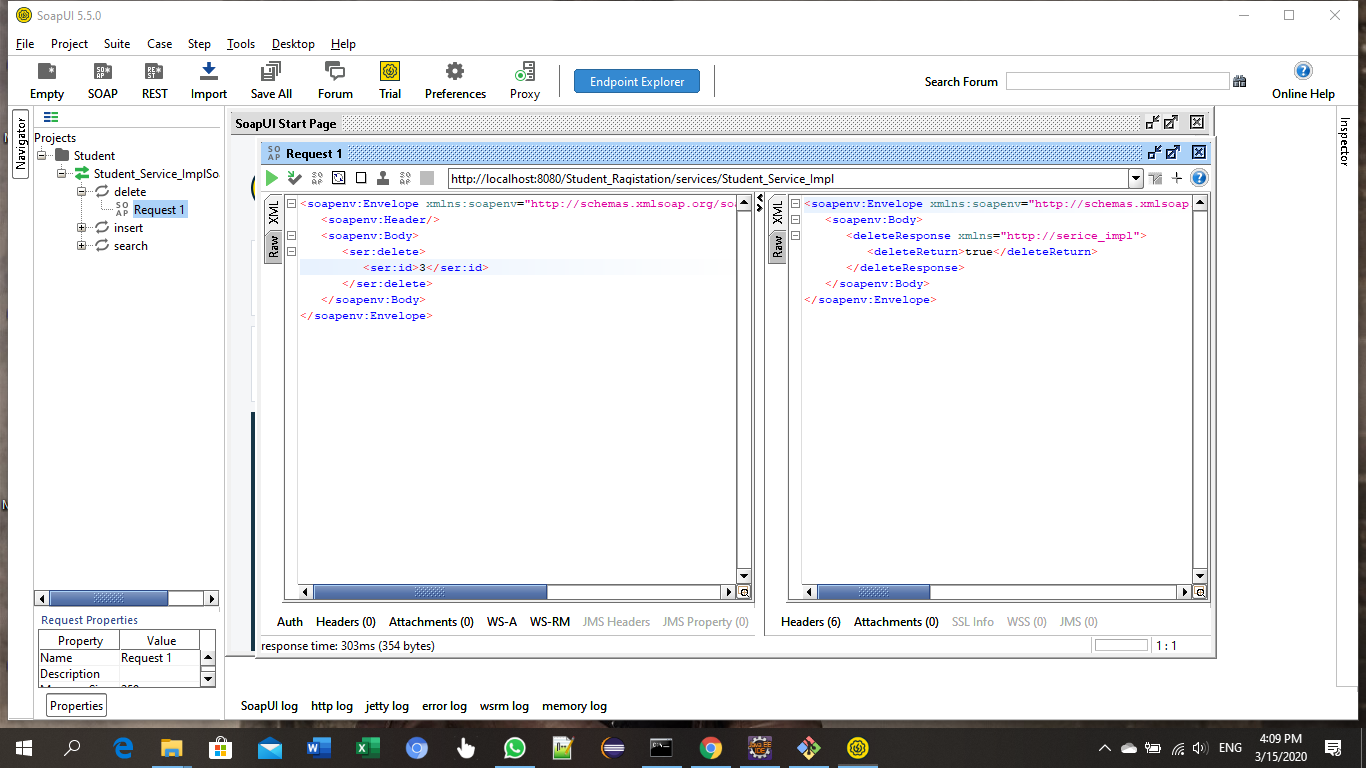 SoapUI 5.5.0
File Project Suite Case Step Tools Desktop Help
Empty SOAP REST Import Save All Forum Trial Preferences Proxy Endpoint Explorer Search Forum Online Help
Navigator
Projects
Student
Student_Service_ImplSo
delete
SO AP Request 1
insert
search
Request Properties
Property Value
Name Request 1
Description
Properties
SoapUI Start Page
SO AP Request 1
http://localhost:8080/Student_Raqistation/services/Student_Service_Impl
XML
Raw
<soapenv:Envelope xmlns:soapenv="http://schemas.xmlsoap.org/soa
<soapenv:Header/>
<soapenv:Body>
<ser:delete>
<ser:id>3</ser:id>
</ser:delete>
</soapenv:Body>
</soapenv:Envelope>
Auth Headers (0) Attachments (0) WS-A WS-RM JMS Headers JMS Property (0)
XML
Raw
<soapenv:Envelope xmlns:soapenv="http://schemas.xmlsoap
<soapenv:Body>
<deleteResponse xmlns="http://serice_impl">
<deleteReturn>true</deleteReturn>
</deleteResponse>
</soapenv:Body>
</soapenv:Envelope>
Headers (6) Attachments (0) SSL Info WSS (0) JMS (0)
response time: 303ms (354 bytes) 1 : 1
Inspector
SoapUI log http log jetty log error log wsrm log memory log
ENG
4:09 PM
3/15/2020